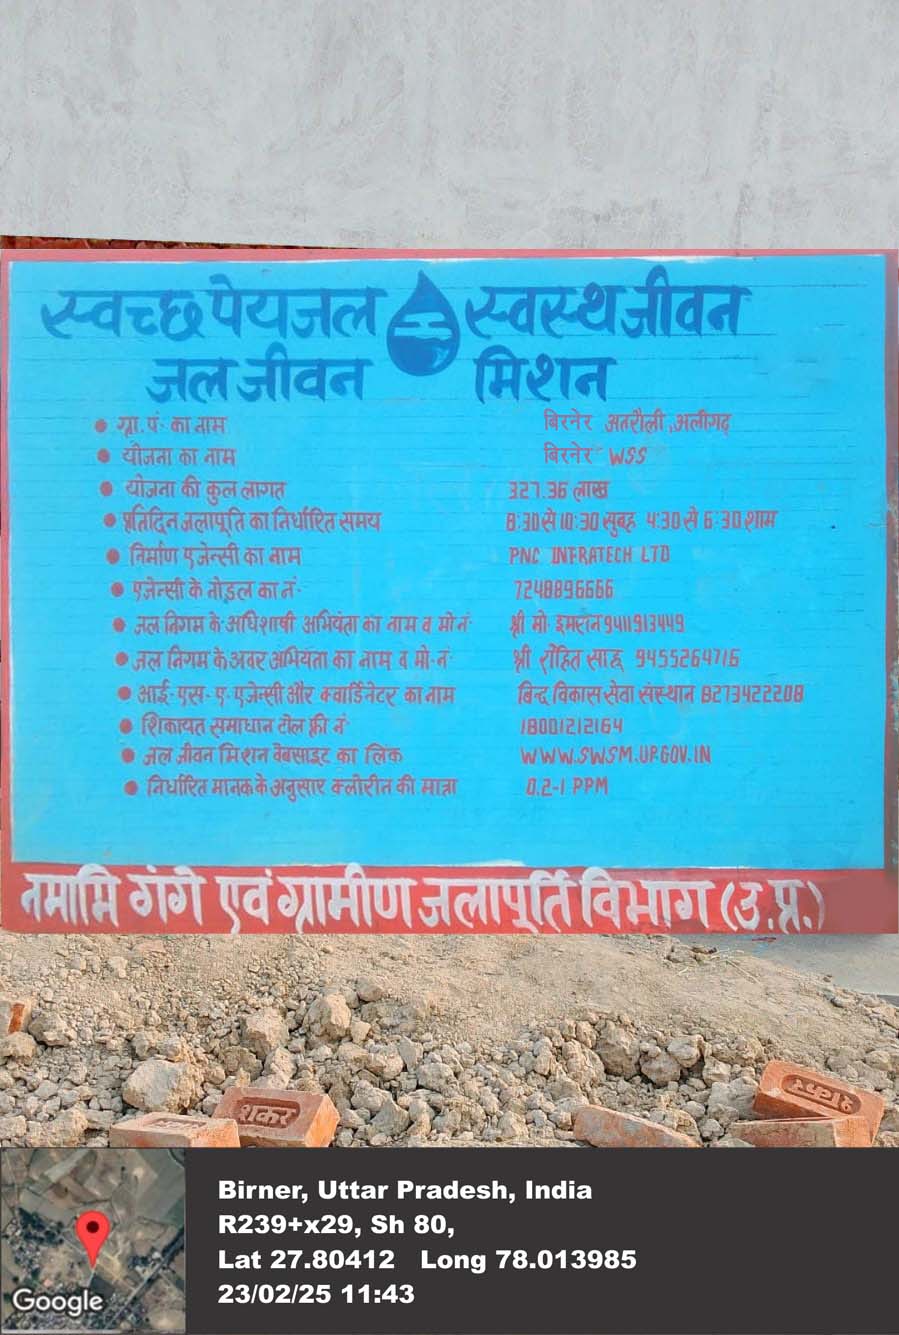 स्वच्छ पेयजल स्वस्थ जीवन
जल जीवन मिशन
ग्रा.पं. का नाम बिरनेर अतरौली,अलीगढ़
योजना का नाम बिरनेर WSS
योजना की कुल लागत 327.36 लाख
प्रतिदिन जलापूर्ति का निर्धारित समय 8:30 से 10:30 सुबह 4:30 से 6:30 शाम
निर्माण एजेन्सी का नाम PNC INFRATECH LTD
एजेन्सी के नोडल का नं. 7248896666
जल निगम के अधिशाषी अभियंता का नाम व मो.नं. श्री मो. इमरान 9411913449
जल निगम के अवर अभियंता का नाम व मो.नं. श्री रोहित साहू 9455264716
आई.एस.ए. एजेन्सी और क्वार्डिनेटर का नाम बिन्द विकास सेवा संस्थान 8273422208
शिकायत समाधान टोल फ्री नं. 18001212164
जल जीवन मिशन वेबसाइट का लिंक WWW.SWSM.UP.GOV.IN
निर्धारित मानक के अनुसार क्लोरीन की मात्रा 0.2-1 PPM
नमामि गंगे एवं ग्रामीण जलापूर्ति विभाग (उ.प्र.)
शंकर
Birner, Uttar Pradesh, India
R239+x29, Sh 80,
Lat 27.80412 Long 78.013985
23/02/25 11:43
Google